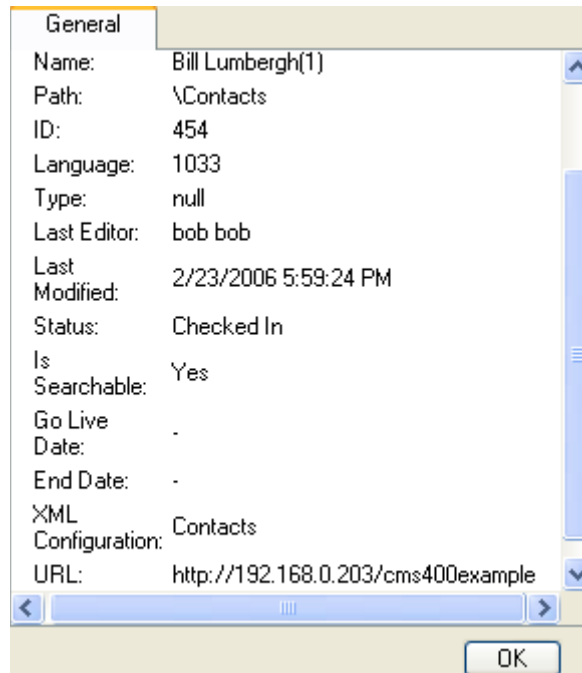 General
Name: Bill Lumbergh(1)
Path: \Contacts
ID: 454
Language: 1033
Type: null
Last Editor: bob bob
Last
Modified: 2/23/2006 5:59:24 PM
Status: Checked In
Is
Searchable: Yes
Go Live
Date: -
End Date: -
XML
Configuration: Contacts
URL: http://192.168.0.203/cms400example
OK